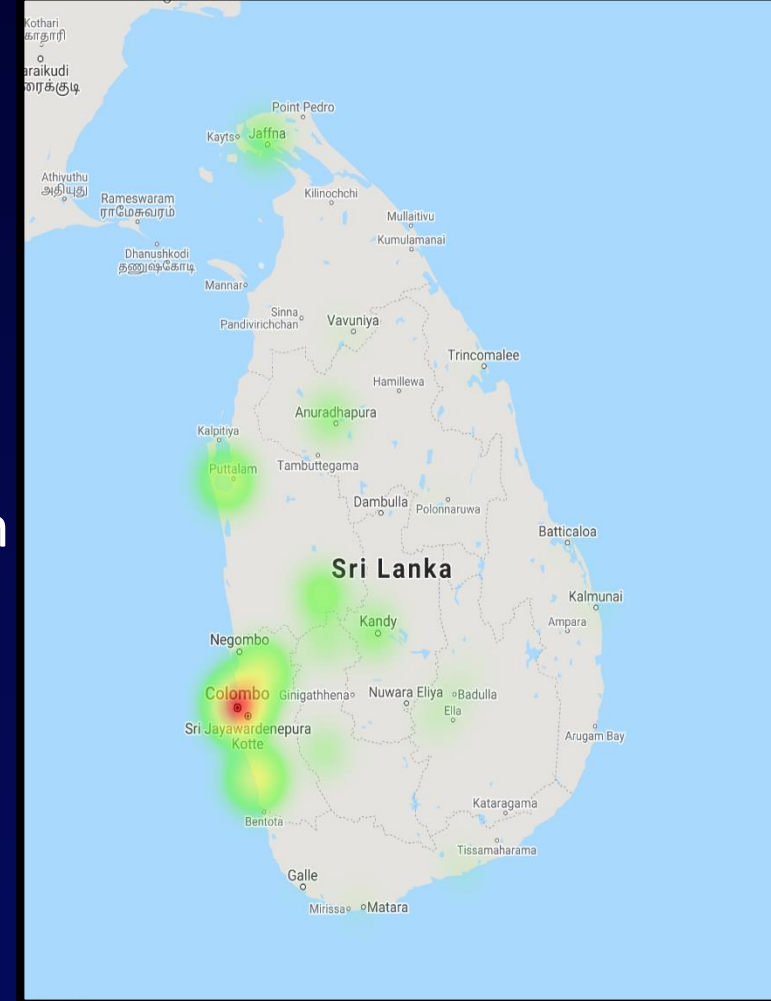 Kothari
காதாரி
araikudi
ரைக்குடி
Point Pedro
Kayts
Jaffna
Athiyuthu
அதியுது
Rameswaram
ராமேசுவரம்
Kilinochchi
Mullaitivu
Kumulamanai
Dhanushkodi
தனுஷ்கோடி
Mannar
Sinna
Pandivirichchan
Vavuniya
Trincomalee
Hamillewa
Anuradhapura
Kalpitiya
Puttalam
Tambuttegama
Dambulla
Polonnaruwa
n
Batticaloa
Sri Lanka
Kalmunai
Kandy
Ampara
Negombo
Colombo
Ginigathhena
Nuwara Eliya
Badulla
Ella
Sri Jayawardenepura
Kotte
Arugam Bay
Kataragama
Bentota
Tissamaharama
Galle
Mirissa
Matara